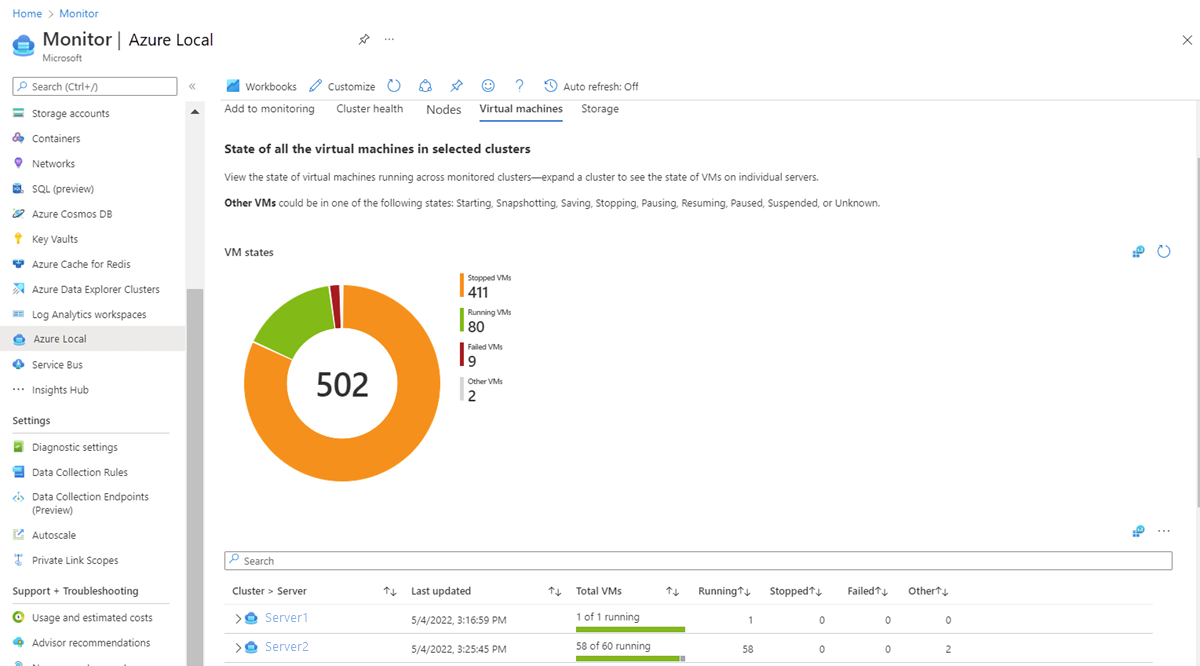 Home > Monitor
Monitor | Azure Local
Microsoft
Search (Ctrl+/)
Storage accounts
Containers
Networks
SQL (preview)
Azure Cosmos DB
Key Vaults
Azure Cache for Redis
Azure Data Explorer Clusters
Log Analytics workspaces
Azure Local
Service Bus
Insights Hub
Settings
Diagnostic settings
Data Collection Rules
Data Collection Endpoints
(Preview)
Autoscale
Private Link Scopes
Support + Troubleshooting
Usage and estimated costs
Advisor recommendations
Workbooks Customize Auto refresh: Off
Add to monitoring Cluster health Nodes Virtual machines Storage
State of all the virtual machines in selected clusters
View the state of virtual machines running across monitored clusters—expand a cluster to see the state of VMs on individual servers.
Other VMs could be in one of the following states: Starting, Snapshotting, Saving, Stopping, Pausing, Resuming, Paused, Suspended, or Unknown.
VM states
502
Stopped VMs
411
Running VMs
80
Failed VMs
9
Other VMs
2
Search
Cluster > Server Last updated Total VMs Running Stopped Failed Other
Server1 5/4/2022, 3:16:59 PM 1 of 1 running 1 0 0 0
Server2 5/4/2022, 3:25:45 PM 58 of 60 running 58 0 0 2